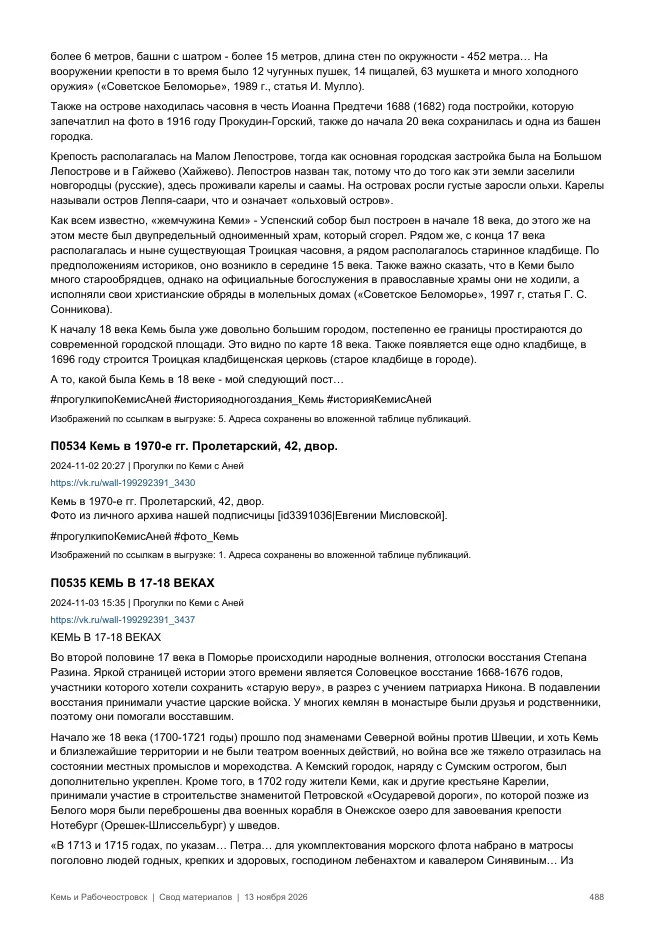 более 6 метров, башни с шатром - более 15 метров, длина стен по окружности - 452 метра… На
вооружении крепости в то время было 12 чугунных пушек, 14 пищалей, 63 мушкета и много холодного
оружия» («Советское Беломорье», 1989 г., статья И. Мулло).
Также на острове находилась часовня в честь Иоанна Предтечи 1688 (1682) года постройки, которую
запечатлил на фото в 1916 году Прокудин-Горский, также до начала 20 века сохранилась и одна из башен
городка.
Крепость располагалась на Малом Лепострове, тогда как основная городская застройка была на Большом
Лепострове и в Гайжево (Хайжево). Лепостров назван так, потому что до того как эти земли заселили
новгородцы (русские), здесь проживали карелы и саамы. На островах росли густые заросли ольхи. Карелы
называли остров Леппя-саари, что и означает «ольховый остров».
Как всем известно, «жемчужина Кеми» - Успенский собор был построен в начале 18 века, до этого же на
этом месте был двупредельный одноименный храм, который сгорел. Рядом же, с конца 17 века
располагалась и ныне существующая Троицкая часовня, а рядом располагалось старинное кладбище. По
предположениям историков, оно возникло в середине 15 века. Также важно сказать, что в Кеми было
много старообрядцев, однако на официальные богослужения в православные храмы они не ходили, а
исполняли свои христианские обряды в молельных домах («Советское Беломорье», 1997 г, статья Г. С.
Сонникова).
К началу 18 века Кемь была уже довольно большим городом, постепенно ее границы простираются до
современной городской площади. Это видно по карте 18 века. Также появляется еще одно кладбище, в
1696 году строится Троицкая кладбищенская церковь (старое кладбище в городе).
А то, какой была Кемь в 18 веке - мой следующий пост…
#прогулкипоКемисАней #историяодногоздания_Кемь #историяКемисАней
Изображений по ссылкам в выгрузке: 5. Адреса сохранены во вложенной таблице публикаций.
П0534 Кемь в 1970-е гг. Пролетарский, 42, двор.
2024-11-02 20:27 | Прогулки по Кеми с Аней
https://vk.ru/wall-199292391_3430
Кемь в 1970-е гг. Пролетарский, 42, двор.
Фото из личного архива нашей подписчицы [id3391036|Евгении Мисловской].
#прогулкипоКемисАней #фото_Кемь
Изображений по ссылкам в выгрузке: 1. Адреса сохранены во вложенной таблице публикаций.
П0535 КЕМЬ В 17-18 ВЕКАХ
2024-11-03 15:35 | Прогулки по Кеми с Аней
https://vk.ru/wall-199292391_3437
КЕМЬ В 17-18 ВЕКАХ
Во второй половине 17 века в Поморье происходили народные волнения, отголоски восстания Степана
Разина. Яркой страницей истории этого времени является Соловецкое восстание 1668-1676 годов,
участники которого хотели сохранить «старую веру», в разрез с учением патриарха Никона. В подавлении
восстания принимали участие царские войска. У многих кемлян в монастыре были друзья и родственники,
поэтому они помогали восставшим.
Начало же 18 века (1700-1721 годы) прошло под знаменами Северной войны против Швеции, и хоть Кемь
и близлежайшие территории и не были театром военных действий, но война все же тяжело отразилась на
состоянии местных промыслов и мореходства. А Кемский городок, наряду с Сумским острогом, был
дополнительно укреплен. Кроме того, в 1702 году жители Кеми, как и другие крестьяне Карелии,
принимали участие в строительстве знаменитой Петровской «Осударевой дороги», по которой позже из
Белого моря были переброшены два военных корабля в Онежское озеро для завоевания крепости
Нотебург (Орешек-Шлиссельбург) у шведов.
«В 1713 и 1715 годах, по указам… Петра… для укомплектования морского флота набрано в матросы
поголовно людей годных, крепких и здоровых, господином лебенахтом и кавалером Синявиным… Из
Кемь и Рабочеостровск | Свод материалов | 13 ноября 2026
488